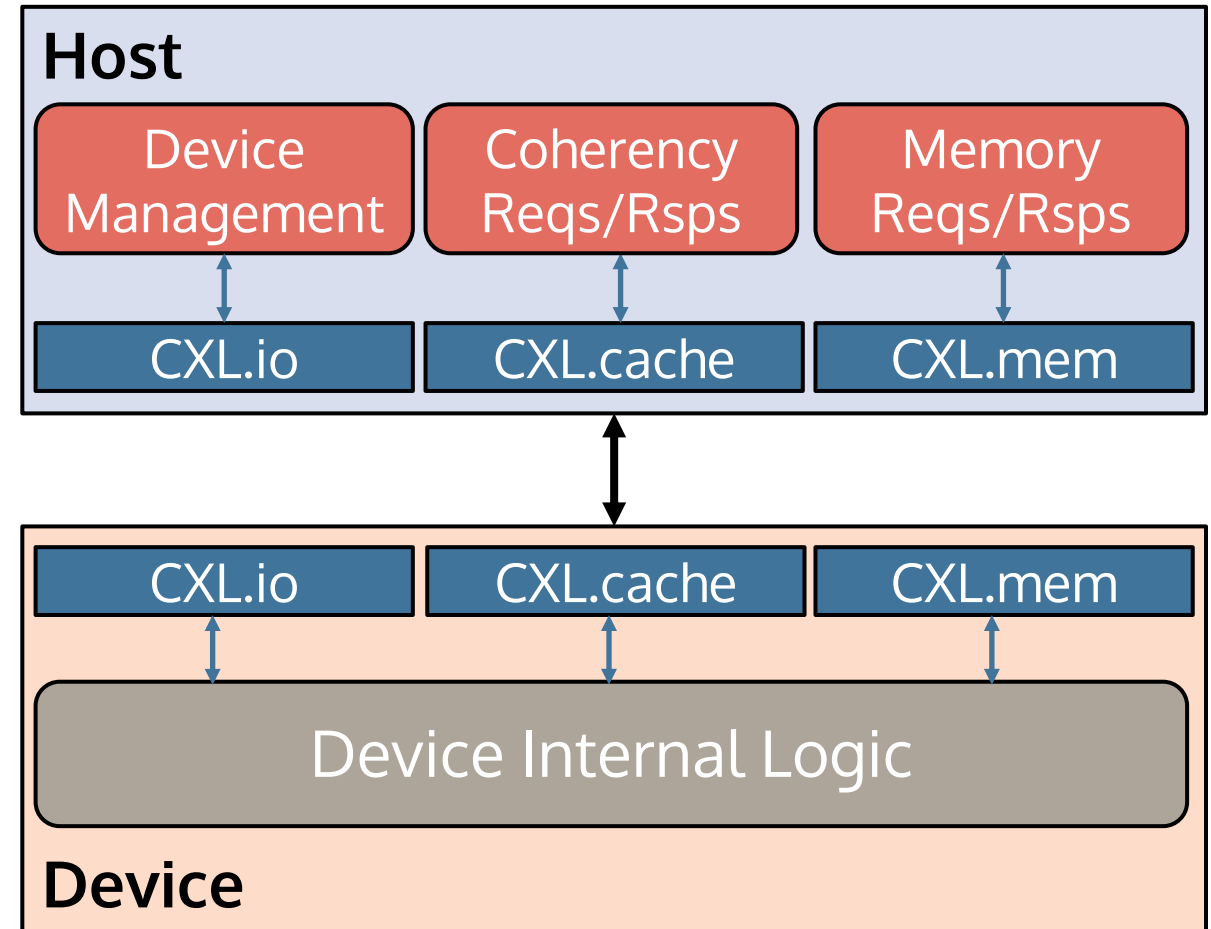 Host
Device
Management
Coherency
Reqs/Rsps
Memory
Reqs/Rsps
CXL.io
CXL.cache
CXL.mem
CXL.io
CXL.cache
CXL.mem
Device Internal Logic
Device